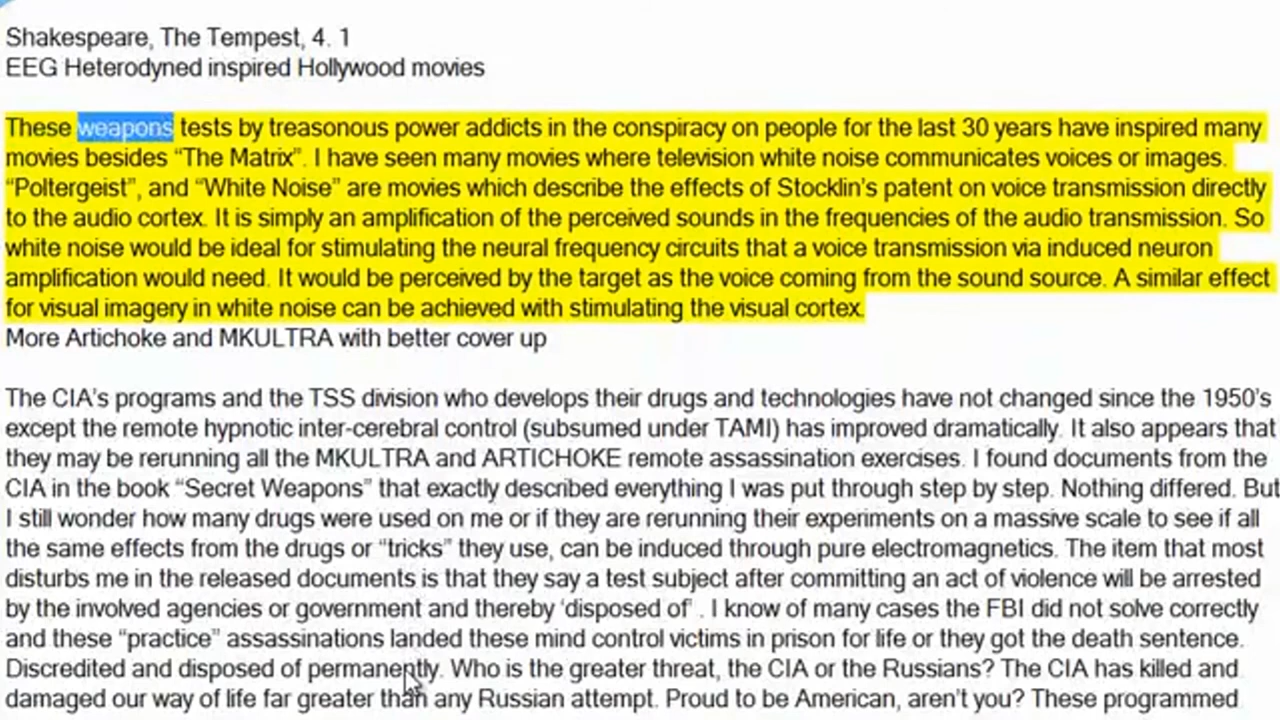 Shakespeare, The Tempest, 4. 1
EEG Heterodyned inspired Hollywood movies
These weapons tests by treasonous power addicts in the conspiracy on people for the last 30 years have inspired many
movies besides “The Matrix”. I have seen many movies where television white noise communicates voices or images.
“Poltergeist”, and “White Noise” are movies which describe the effects of Stocklin’s patent on voice transmission directly
to the audio cortex. It is simply an amplification of the perceived sounds in the frequencies of the audio transmission. So
white noise would be ideal for stimulating the neural frequency circuits that a voice transmission via induced neuron
amplification would need. It would be perceived by the target as the voice coming from the sound source. A similar effect
for visual imagery in white noise can be achieved with stimulating the visual cortex.
More Artichoke and MKULTRA with better cover up
The CIA’s programs and the TSS division who develops their drugs and technologies have not changed since the 1950’s
except the remote hypnotic inter-cerebral control (subsumed under TAMI) has improved dramatically. It also appears that
they may be rerunning all the MKULTRA and ARTICHOKE remote assassination exercises. I found documents from the
CIA in the book “Secret Weapons” that exactly described everything I was put through step by step. Nothing differed. But
I still wonder how many drugs were used on me or if they are rerunning their experiments on a massive scale to see if all
the same effects from the drugs or “tricks” they use, can be induced through pure electromagnetics. The item that most
disturbs me in the released documents is that they say a test subject after committing an act of violence will be arrested
by the involved agencies or government and thereby ‘disposed of’ . I know of many cases the FBI did not solve correctly
and these “practice” assassinations landed these mind control victims in prison for life or they got the death sentence.
Discredited and disposed of permanently. Who is the greater threat, the CIA or the Russians? The CIA has killed and
damaged our way of life far greater than any Russian attempt. Proud to be American, aren’t you? These programmed